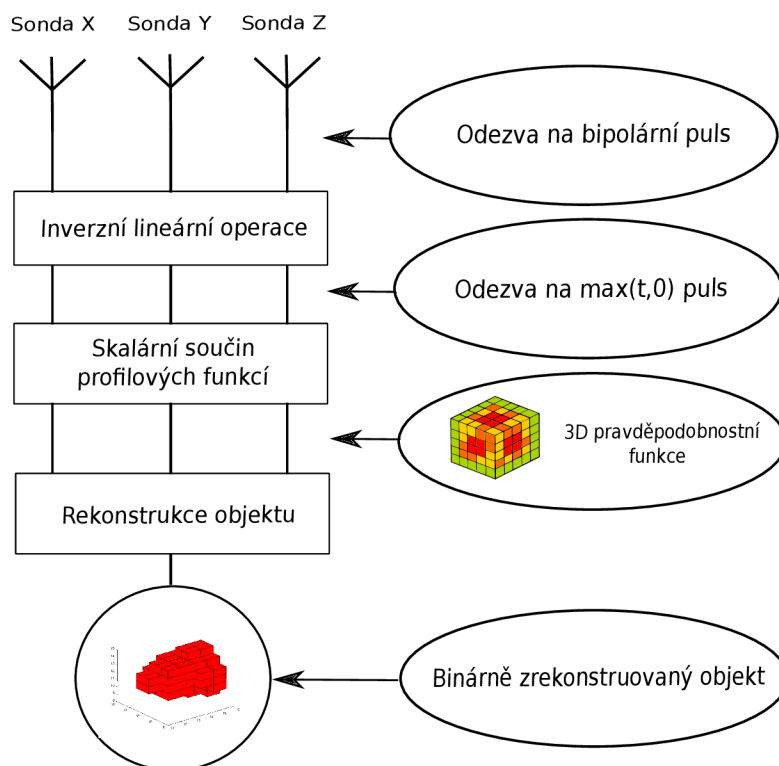 Sonda X
Sonda Y
Sonda Z
Odezva na bipolární puls
Inverzní lineární operace
Odezva na max(t,0) puls
Skalární součin
profilových funkcí
3D pravděpodobnostní
funkce
Rekonstrukce objektu
Binárně zrekonstruovaný objekt